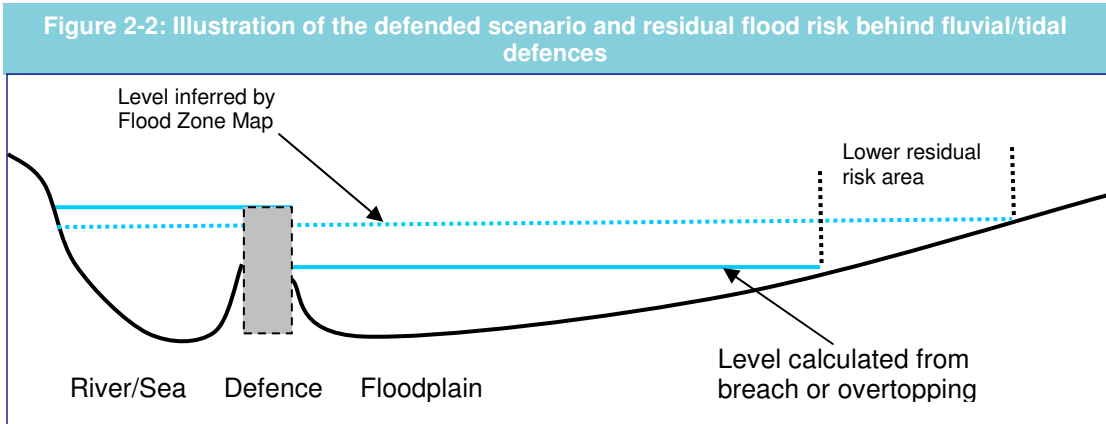 Figure 2-2: Illustration of the defended scenario and residual flood risk behind fluvial/tidal
defences
Level inferred by
Flood Zone Map
Lower residual
risk area
Level calculated from
breach or overtopping
River/Sea Defence Floodplain